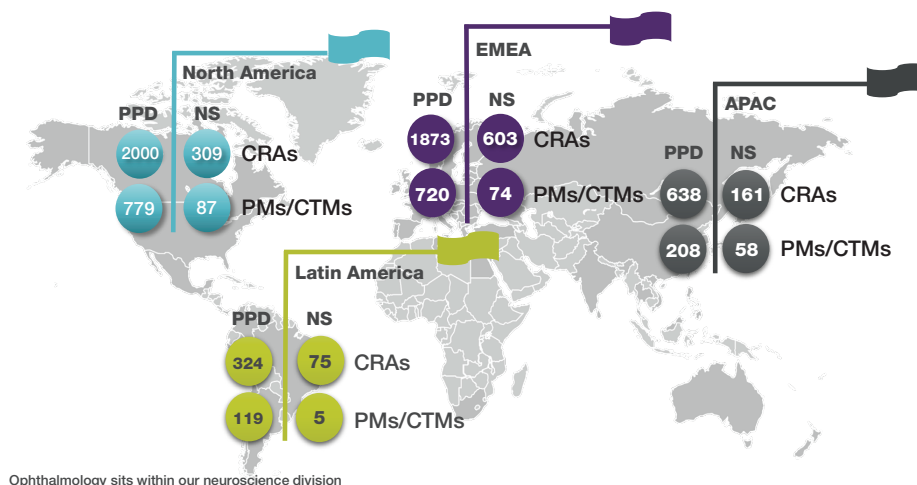 North America
PPD NS
2000 309 CRAs
779 87 PMs/CTMs
EMEA
PPD NS
1873 603 CRAs
720 74 PMs/CTMs
APAC
PPD NS
638 161 CRAs
208 58 PMs/CTMs
Latin America
PPD NS
324 75 CRAs
119 5 PMs/CTMs
Ophthalmology sits within our neuroscience division